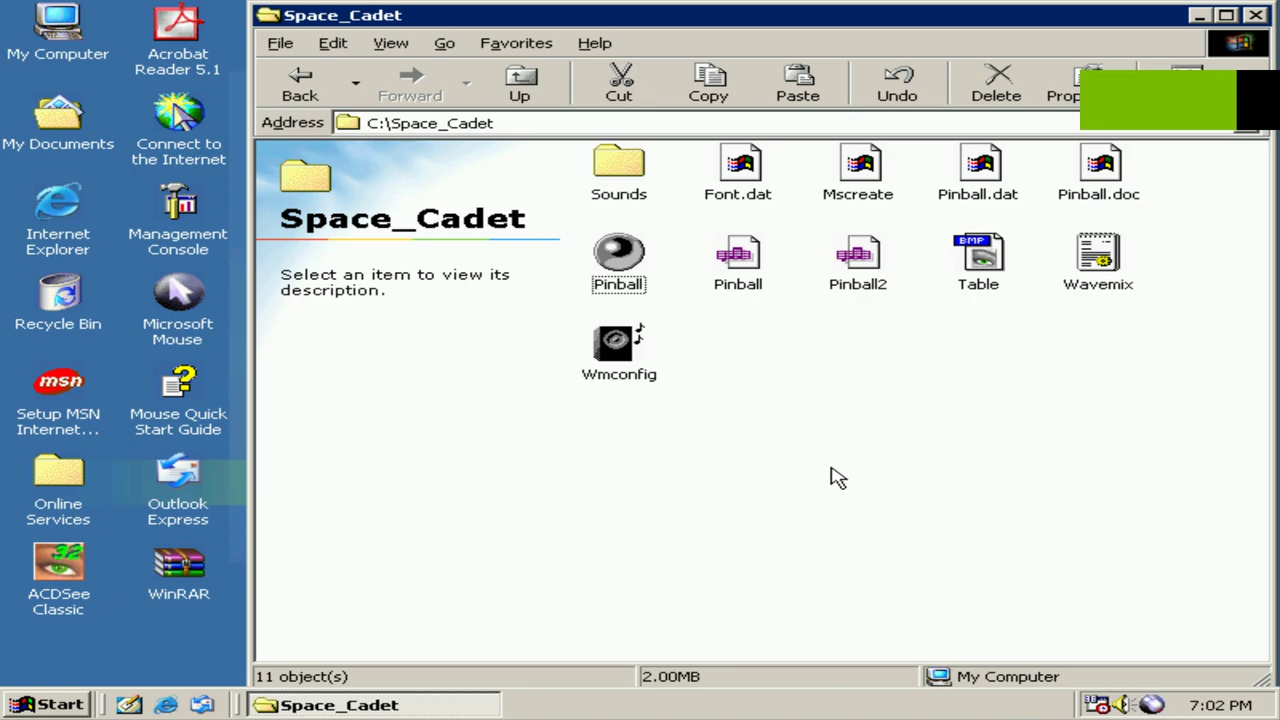 Space_Cadet
File Edit View Go Favorites Help
Back Forward Up Cut Copy Paste Undo Delete
Address C:\Space_Cadet
My Computer
Acrobat
Reader 5.1
My Documents
Connect to
the Internet
Internet
Explorer
Management
Console
Recycle Bin
Microsoft
Mouse
msn
Setup MSN
Internet...
Mouse Quick
Start Guide
Online
Services
Outlook
Express
32
ACDSee
Classic
WinRAR
Space_Cadet
Select an item to view its
description.
Sounds
Font.dat
Mscreate
Pinball.dat
Pinball.doc
Pinball
Pinball
Pinball2
BMP
Table
Wavemix
Wmconfig
11 object(s)
2.00MB
My Computer
Start
Space_Cadet
7:02 PM